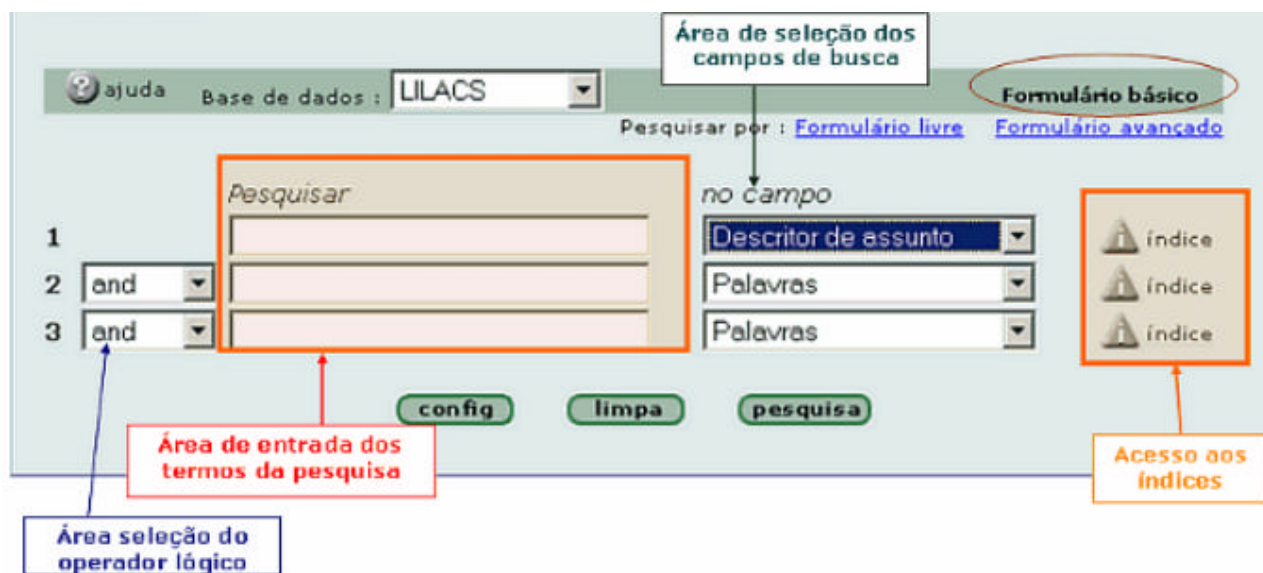 Área de seleção dos
campos de busca
ajuda Base de dados : LILACS Formulário básico
Pesquisar por : Formulário livre Formulário avançado
Pesquisar no campo
1 Descritor de assunto índice
2 and Palavras índice
3 and Palavras índice
config limpa pesquisa
Área de entrada dos
termos da pesquisa
Acesso aos
índices
Área seleção do
operador lógico